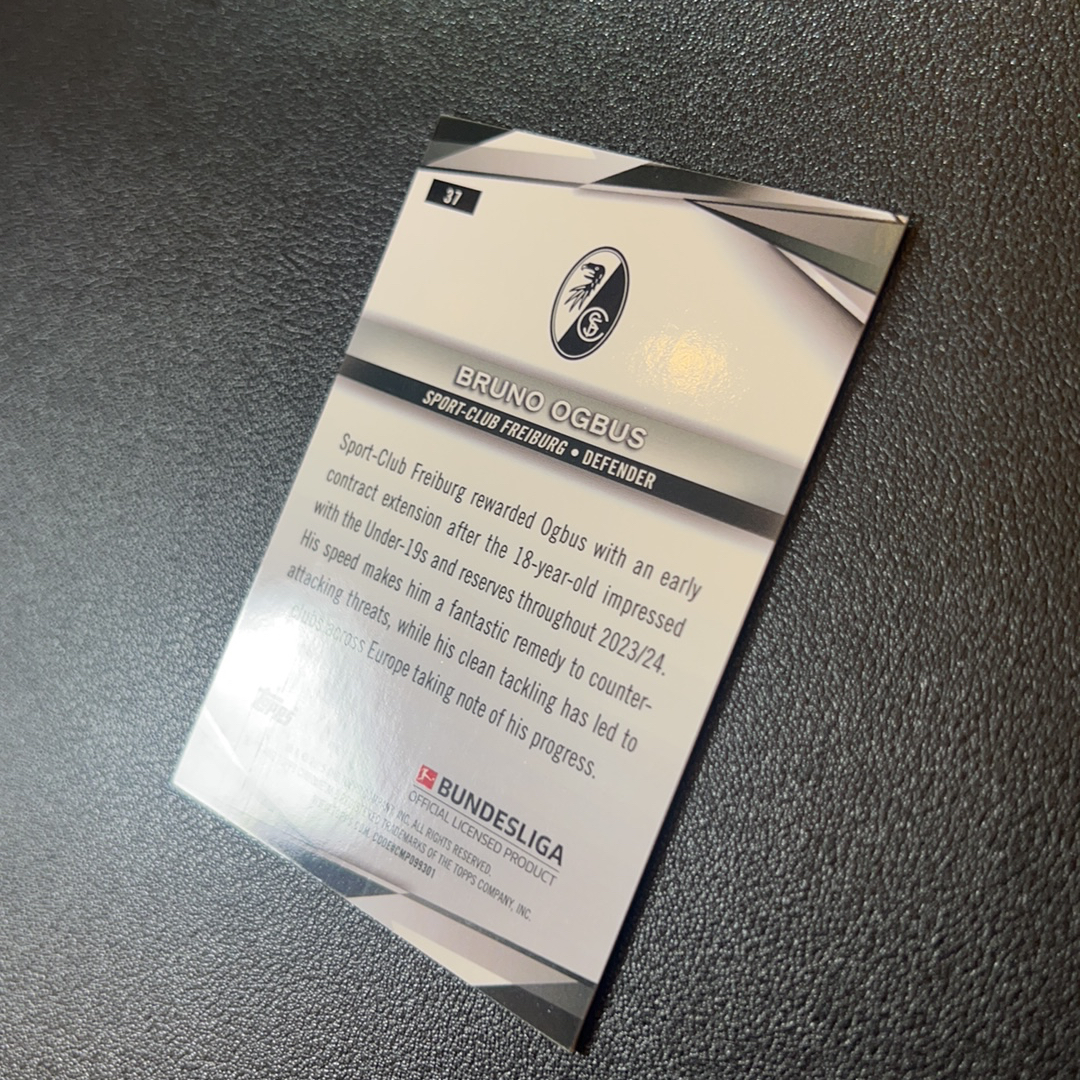 37
BRUNO OGBUS
SPORT-CLUB FREIBURG • DEFENDER
Sport-Club Freiburg rewarded Ogbus with an early
contract extension after the 18-year-old impressed
with the Under-19s and reserves throughout 2023/24.
His speed makes him a fantastic remedy to counter-
attacking threats, while his clean tackling has led to
clubs across Europe taking note of his progress.
TOPPS
BUNDESLIGA
OFFICIAL LICENSED PRODUCT
INC. ALL RIGHTS RESERVED.
TRADEMARKS OF THE TOPPS COMPANY, INC.
CODE#CMP099301